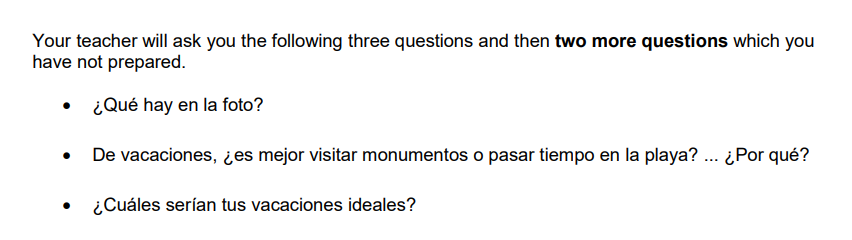 Your teacher will ask you the following three questions and then two more questions which you
have not prepared.
• ¿Qué hay en la foto?
• De vacaciones, ¿es mejor visitar monumentos o pasar tiempo en la playa? ... ¿Por qué?
• ¿Cuáles serían tus vacaciones ideales?